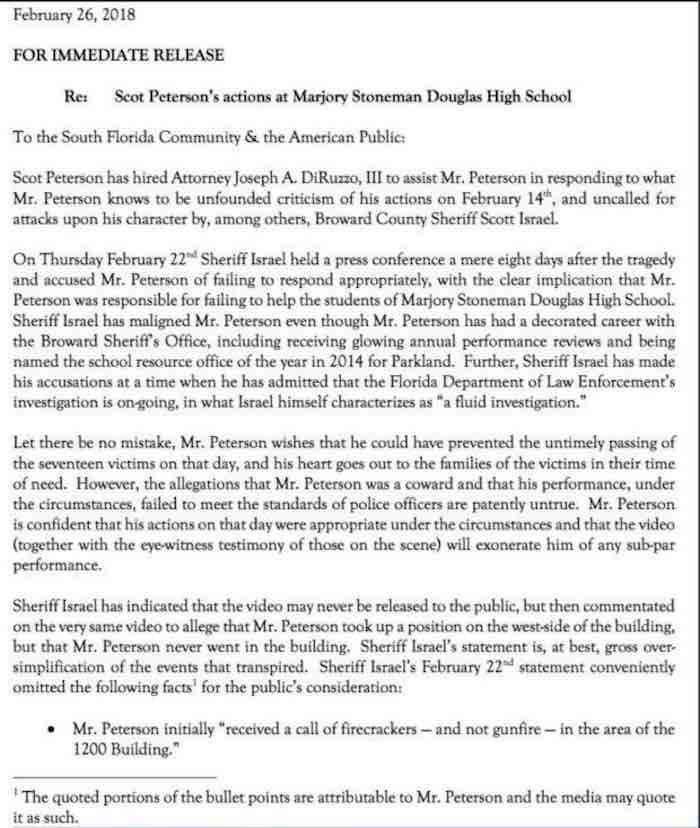 February 26, 2018
FOR IMMEDIATE RELEASE
Re: Scot Peterson's actions at Marjory Stoneman Douglas High School
To the South Florida Community & the American Public:
Scot Peterson has hired Attorney Joseph A. DiRuzzo, III to assist Mr. Peterson in responding to what
Mr. Peterson knows to be unfounded criticism of his actions on February 14th, and uncalled for
attacks upon his character by, among others, Broward County Sheriff Scott Israel.
On Thursday February 22nd Sheriff Israel held a press conference a mere eight days after the tragedy
and accused Mr. Peterson of failing to respond appropriately, with the clear implication that Mr.
Peterson was responsible for failing to help the students of Marjory Stoneman Douglas High School.
Sheriff Israel has maligned Mr. Peterson even though Mr. Peterson has had a decorated career with
the Broward Sheriff's Office, including receiving glowing annual performance reviews and being
named the school resource office of the year in 2014 for Parkland. Further, Sheriff Israel has made
his accusations at a time when he has admitted that the Florida Department of Law Enforcement's
investigation is on-going, in what Israel himself characterizes as "a fluid investigation."
Let there be no mistake, Mr. Peterson wishes that he could have prevented the untimely passing of
the seventeen victims on that day, and his heart goes out to the families of the victims in their time
of need. However, the allegations that Mr. Peterson was a coward and that his performance, under
the circumstances, failed to meet the standards of police officers are patently untrue. Mr. Peterson
is confident that his actions on that day were appropriate under the circumstances and that the video
(together with the eye-witness testimony of those on the scene) will exonerate him of any sub-par
performance.
Sheriff Israel has indicated that the video may never be released to the public, but then commentated
on the very same video to allege that Mr. Peterson took up a position on the west-side of the building,
but that Mr. Peterson never went in the building. Sheriff Israel's statement is, at best, gross over-
simplification of the events that transpired. Sheriff Israel's February 22nd statement conveniently
omitted the following facts1 for the public's consideration:
• Mr. Peterson initially "received a call of firecrackers – and not gunfire – in the area of the
1200 Building."
1 The quoted portions of the bullet points are attributable to Mr. Peterson and the media may quote
it as such.